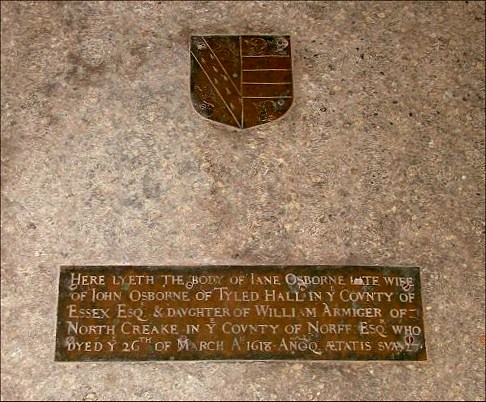 HERE LYETH THE BODY OF IANE OSBORNE LATE WIFE
OF IOHN OSBORNE OF TYLED HALL IN Y COVNTY OF
ESSEX ESQ & DAVGHTER OF WILLIAM ARMIGER OF
NORTH CREAKE IN Y COVNTY OF NORFF ESQ WHO
DYED Y 26TH OF MARCH Aº 1618 ANOQ ÆTATIS SVÆ